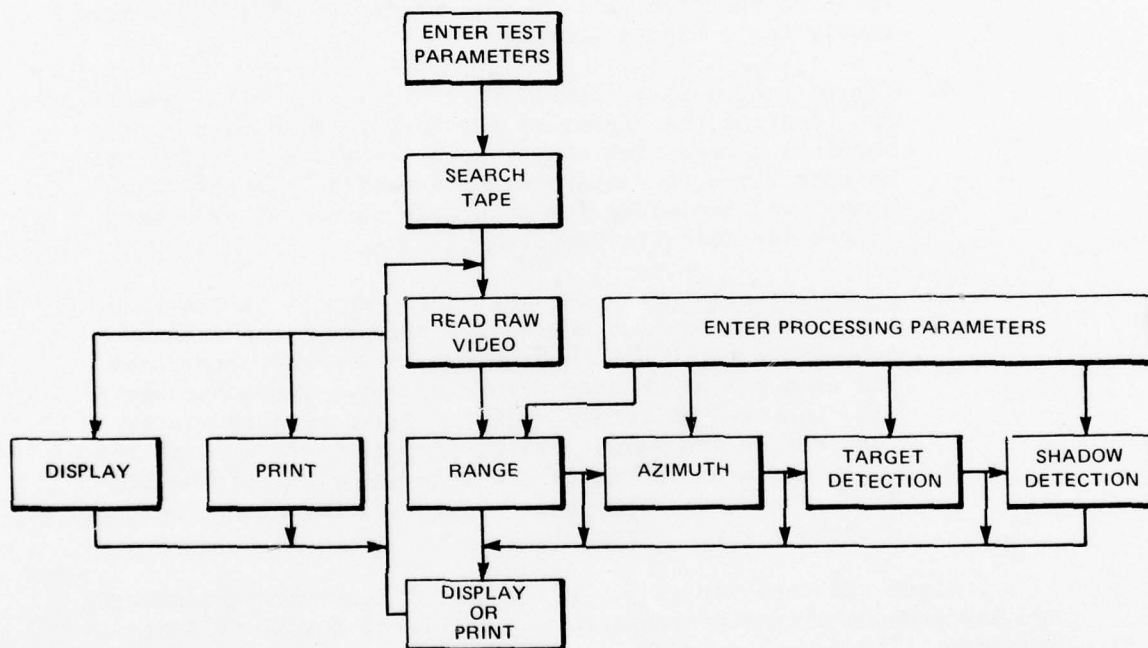 ENTER TEST
PARAMETERS
SEARCH
TAPE
READ RAW
VIDEO
ENTER PROCESSING PARAMETERS
DISPLAY
PRINT
RANGE
AZIMUTH
TARGET
DETECTION
SHADOW
DETECTION
DISPLAY
OR
PRINT